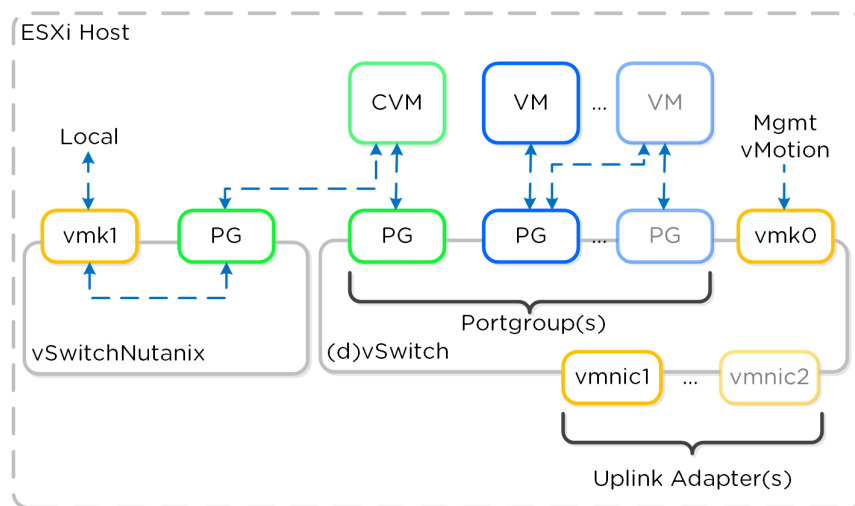 ESXi Host
CVM
VM
...
VM
Local
Mgmt
vMotion
vmk1
PG
PG
PG
...
PG
vmk0
Portgroup(s)
vSwitchNutanix
(d)vSwitch
vmnic1
...
vmnic2
Uplink Adapter(s)